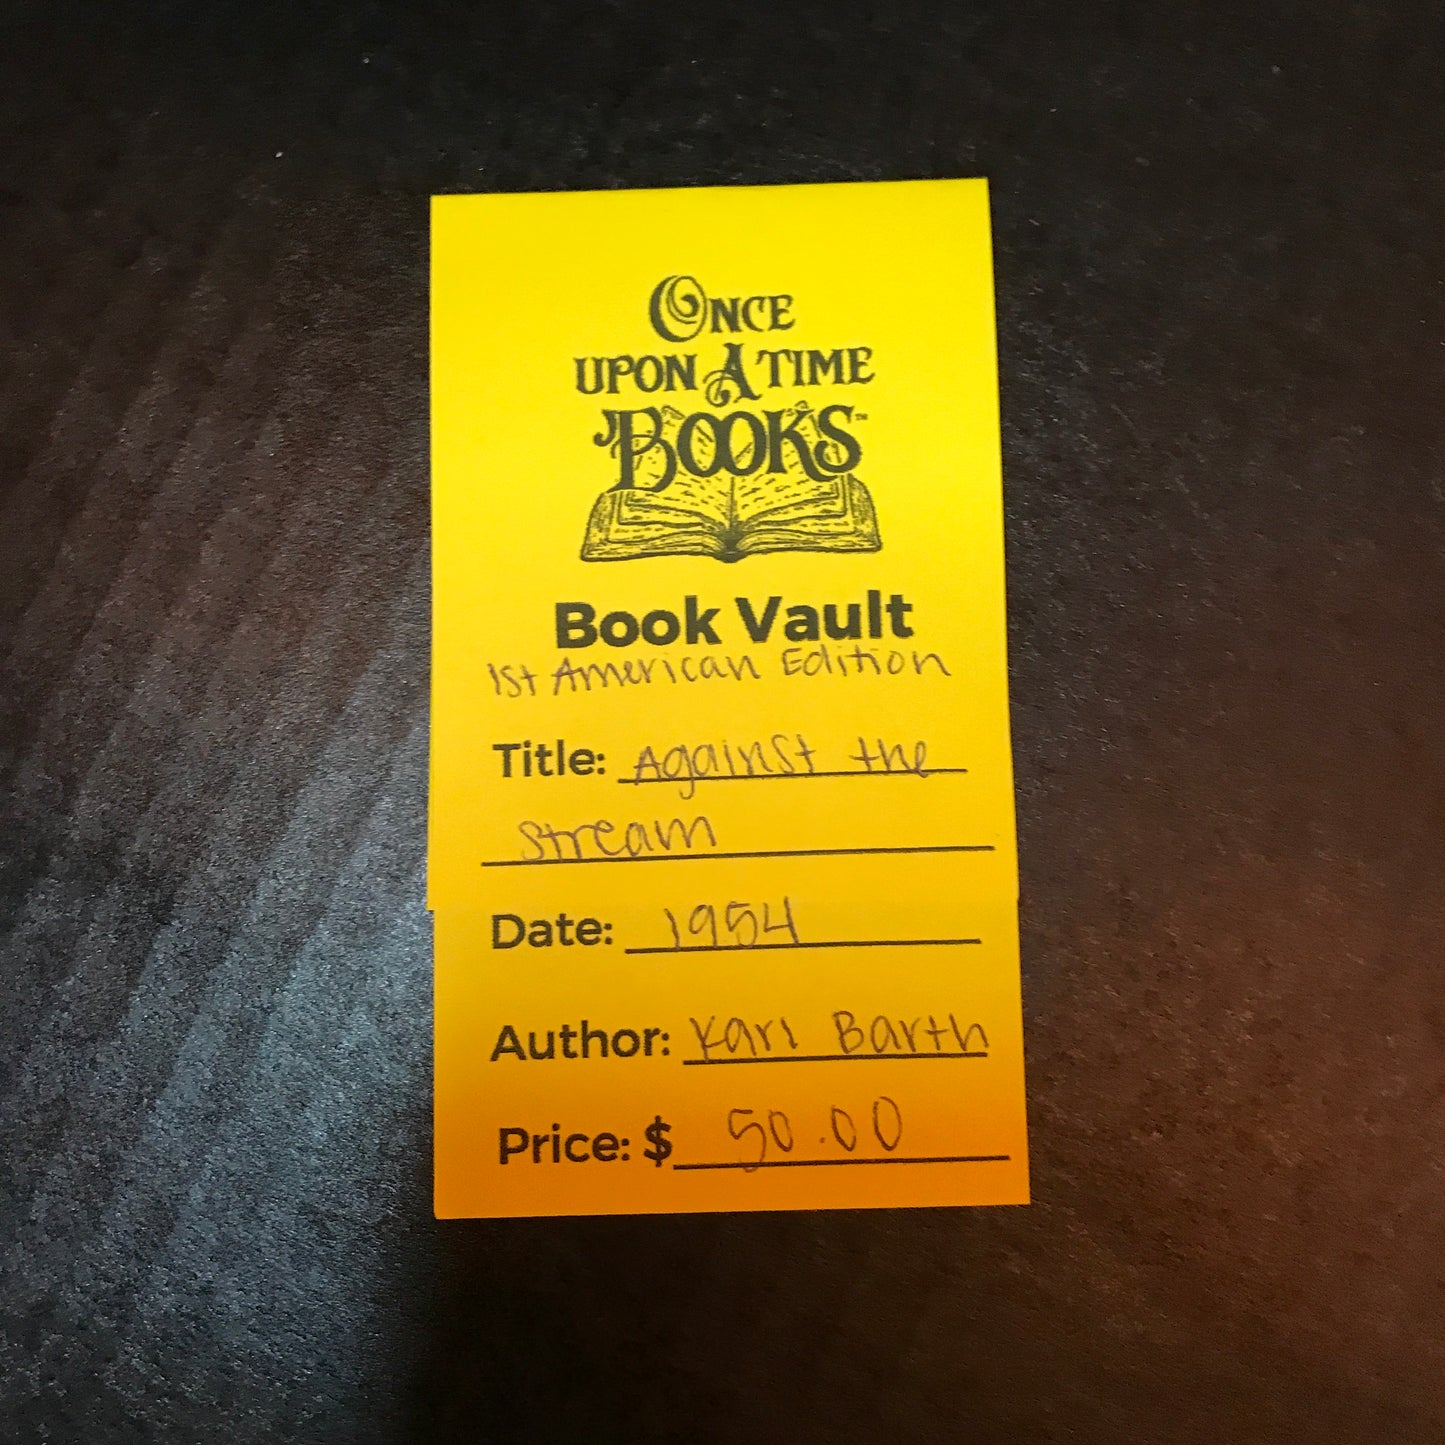 ONCE
UPON A TIME
BOOKS™
Book Vault
1st American Edition
Title: Against the
Stream
Date: 1954
Author: Karl Barth
Price: $ 50.00